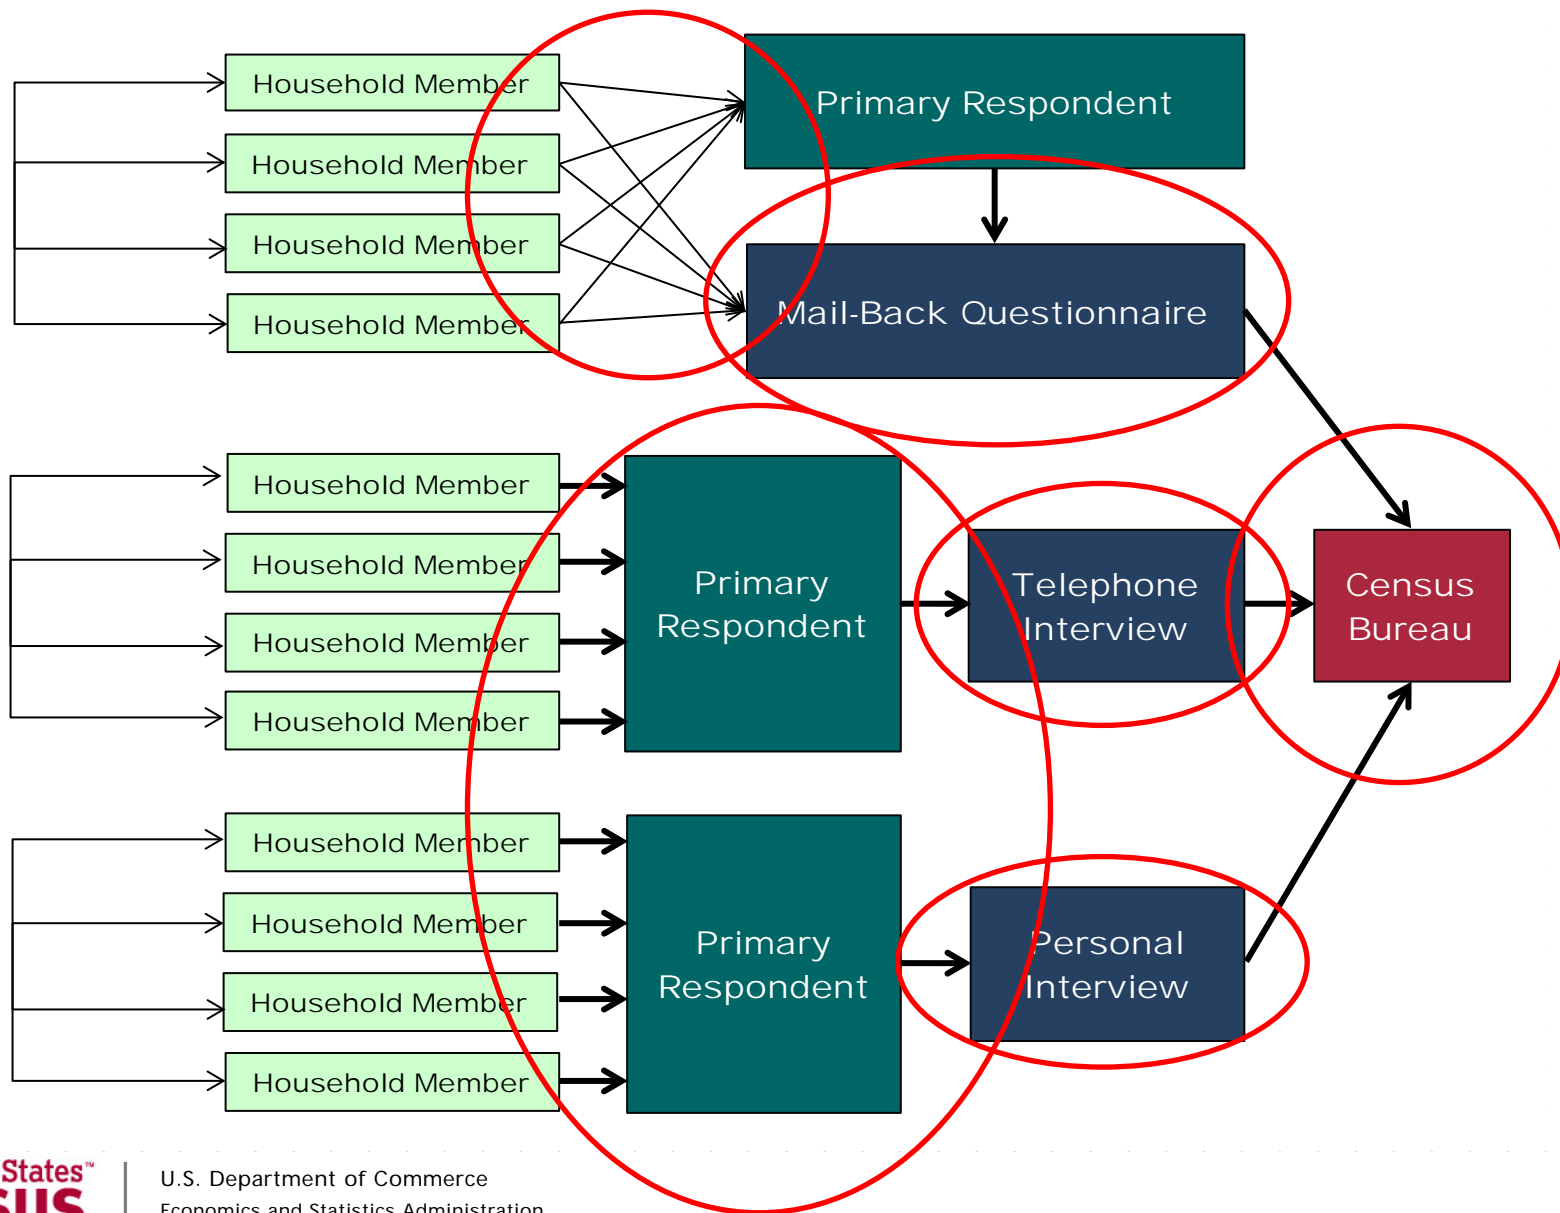 Household Member
Household Member
Household Member
Household Member
Primary Respondent
Mail-Back Questionnaire
Household Member
Household Member
Household Member
Household Member
Primary
Respondent
Telephone
Interview
Census
Bureau
Household Member
Household Member
Household Member
Household Member
Primary
Respondent
Personal
Interview
States™
U.S. Department of Commerce
Economics and Statistics Administration